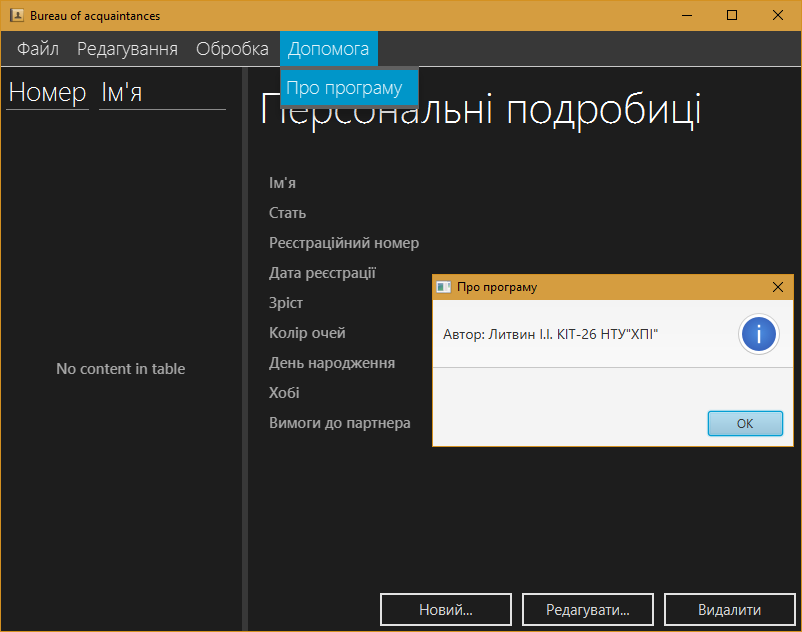 Bureau of acquaintances
Файл Редагування Обробка Допомога
Про програму
Номер Ім'я
Персональні подробиці
Ім'я
Стать
Реєстраційний номер
Дата реєстрації
Зріст
Колір очей
День народження
Хобі
Вимоги до партнера
No content in table
Про програму
Автор: Литвин І.І. КІТ-26 НТУ"ХПІ"
OK
Новий...
Редагувати...
Видалити